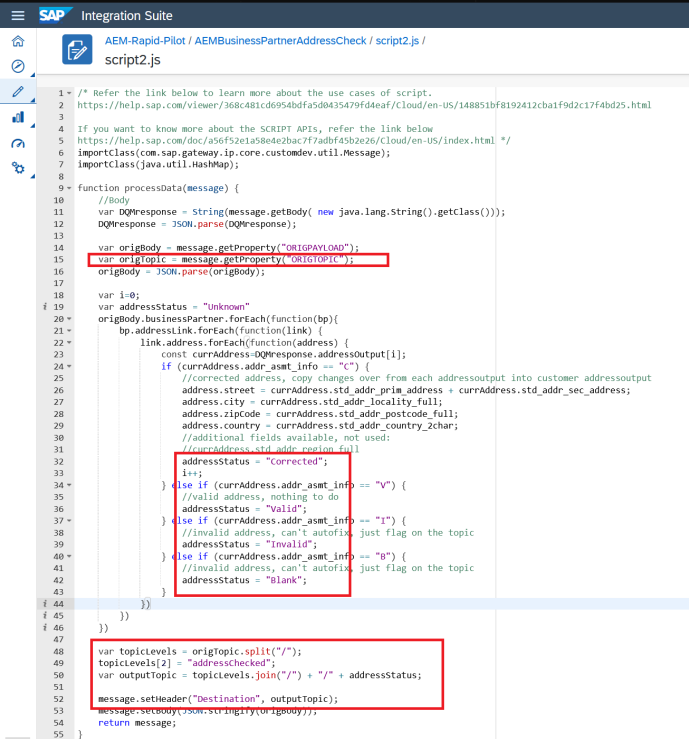 SAP Integration Suite
AEM-Rapid-Pilot / AEMBusinessPartnerAddressCheck / script2.js /
script2.js
1 /* Refer the link below to learn more about the use cases of script.
2 https://help.sap.com/viewer/368c481cd6954bdfa5d0435479fd4eaf/Cloud/en-US/148851bf8192412cba1f9d2c17f4bd25.html
3
4 If you want to know more about the SCRIPT APIs, refer the link below
5 https://help.sap.com/doc/a56f52e1a58e4e2bac7f7adbf45b2e26/Cloud/en-US/index.html */
6 importClass(com.sap.gateway.ip.core.customdev.util.Message);
7 importClass(java.util.HashMap);
8
9 function processData(message) {
10 //Body
11 var DQMresponse = String(message.getBody( new java.lang.String().getClass()));
12 DQMresponse = JSON.parse(DQMresponse);
13
14 var origBody = message.getProperty("ORIGPAYLOAD");
15 var origTopic = message.getProperty("ORIGTOPIC");
16 origBody = JSON.parse(origBody);
17
18 var i=0;
i 19 var addressStatus = "Unknown"
20 origBody.businessPartner.forEach(function(bp){
21 bp.addressLink.forEach(function(link) {
22 link.address.forEach(function(address) {
23 const currAddress=DQMresponse.addressOutput[i];
24 if (currAddress.addr_asmt_info == "C") {
25 //corrected address, copy changes over from each addressoutput into customer addressoutput
26 address.street = currAddress.std_addr_prim_address + currAddress.std_addr_sec_address;
27 address.city = currAddress.std_addr_locality_full;
28 address.zipCode = currAddress.std_addr_postcode_full;
29 address.country = currAddress.std_addr_country_2char;
30 //additional fields available, not used:
31 //currAddress.std_addr_region_full
32 addressStatus = "Corrected";
33 i++;
34 } else if (currAddress.addr_asmt_info == "V") {
35 //valid address, nothing to do
36 addressStatus = "Valid";
37 } else if (currAddress.addr_asmt_info == "I") {
38 //invalid address, can't autofix, just flag on the topic
39 addressStatus = "Invalid";
40 } else if (currAddress.addr_asmt_info == "B") {
41 //invalid address, can't autofix, just flag on the topic
42 addressStatus = "Blank";
43 }
i 44 })
i 45 })
i 46 })
47
48 var topicLevels = origTopic.split("/");
49 topicLevels[2] = "addressChecked";
50 var outputTopic = topicLevels.join("/") + "/" + addressStatus;
51
52 message.setHeader("Destination", outputTopic);
53 message.setBody(JSON.stringify(origBody));
54 return message;
55 }